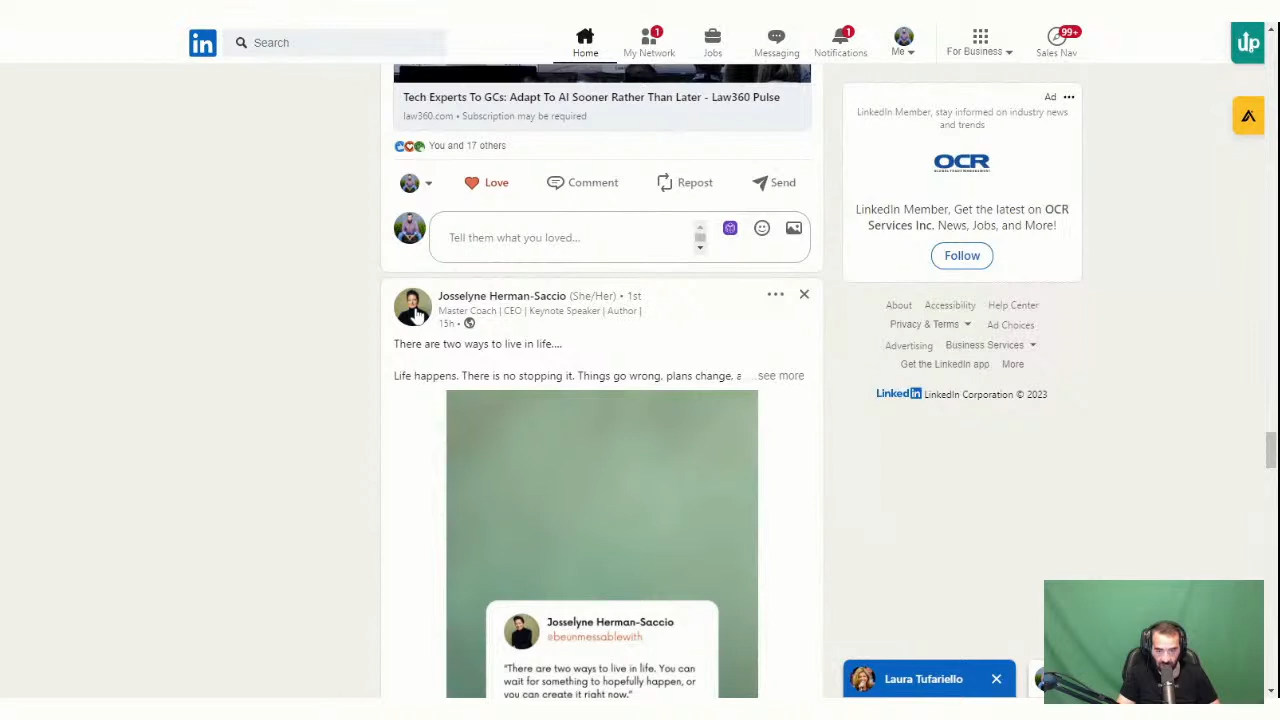 in
Search
Home
1
My Network
Jobs
Messaging
1
Notifications
Me
For Business
99+
Sales Nav
up
Tech Experts To GCs: Adapt To AI Sooner Rather Than Later - Law360 Pulse
law360.com • Subscription may be required
You and 17 others
Love
Comment
Repost
Send
Tell them what you loved...
Josselyne Herman-Saccio (She/Her) • 1st
Master Coach | CEO | Keynote Speaker | Author |
15h •
There are two ways to live in life....
Life happens. There is no stopping it. Things go wrong, plans change, a ...see more
Josselyne Herman-Saccio
@beunmessablewith
"There are two ways to live in life. You can
wait for something to hopefully happen, or
you can create it right now."
Ad
LinkedIn Member, stay informed on industry news
and trends
OCR
LinkedIn Member, Get the latest on OCR
Services Inc. News, Jobs, and More!
Follow
About Accessibility Help Center
Privacy & Terms Ad Choices
Advertising Business Services
Get the LinkedIn app More
LinkedIn LinkedIn Corporation © 2023
Laura Tufariello